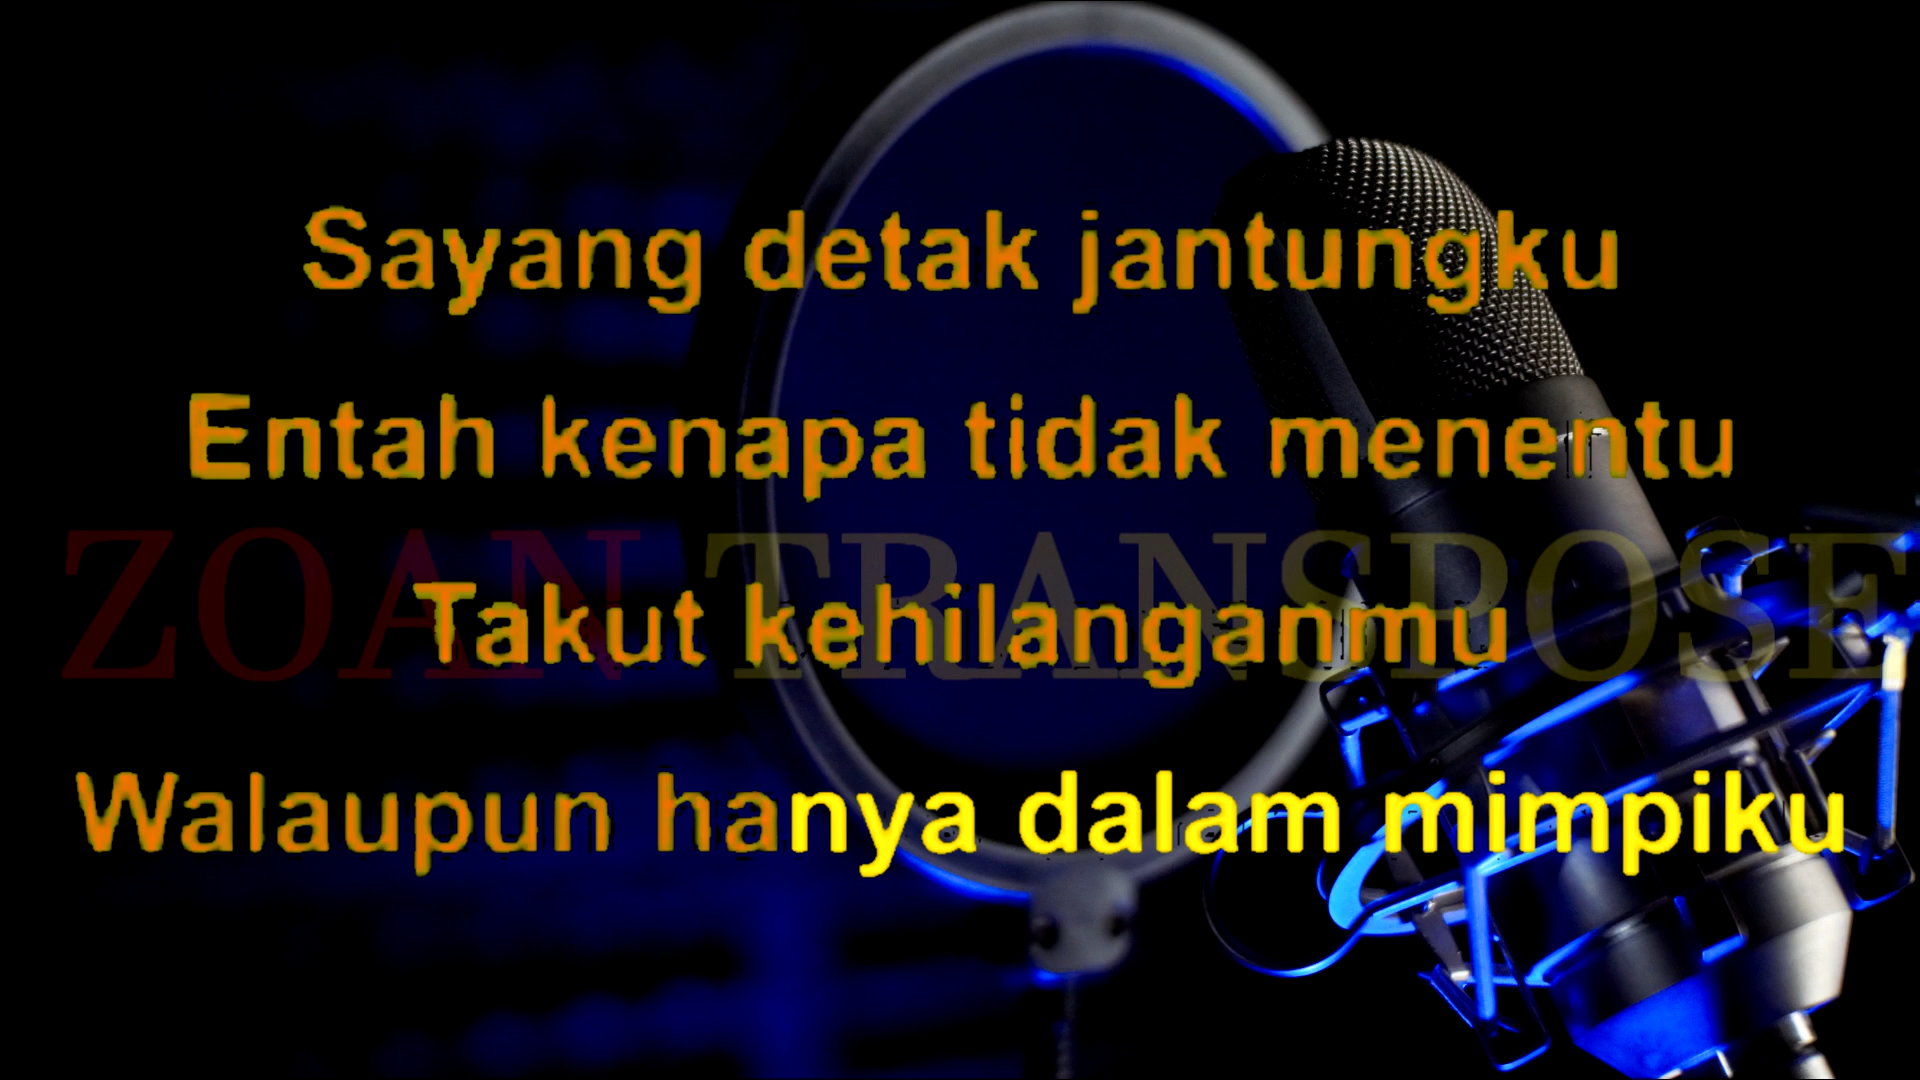 Sayang detak jantungku
Entah kenapa tidak menentu
ZOAN TRANSPOSE
Takut kehilanganmu
Walaupun hanya dalam mimpiku